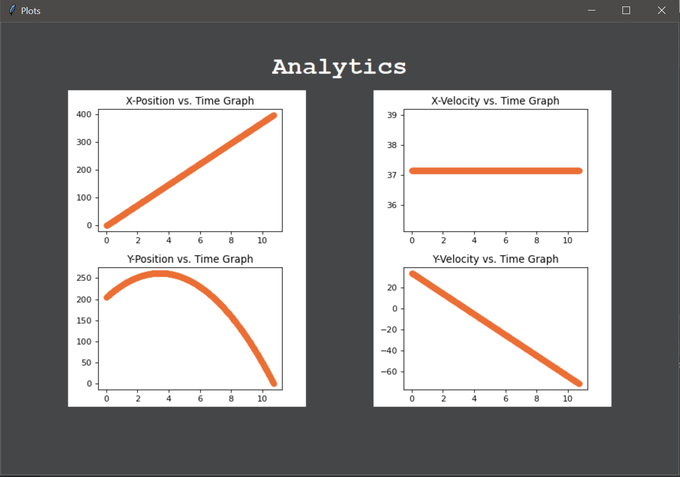 Plots
Analytics
X-Position vs. Time Graph
400
300
200
100
0
0 2 4 6 8 10
X-Velocity vs. Time Graph
39
38
37
36
0 2 4 6 8 10
Y-Position vs. Time Graph
250
200
150
100
50
0
0 2 4 6 8 10
Y-Velocity vs. Time Graph
20
0
−20
−40
−60
0 2 4 6 8 10